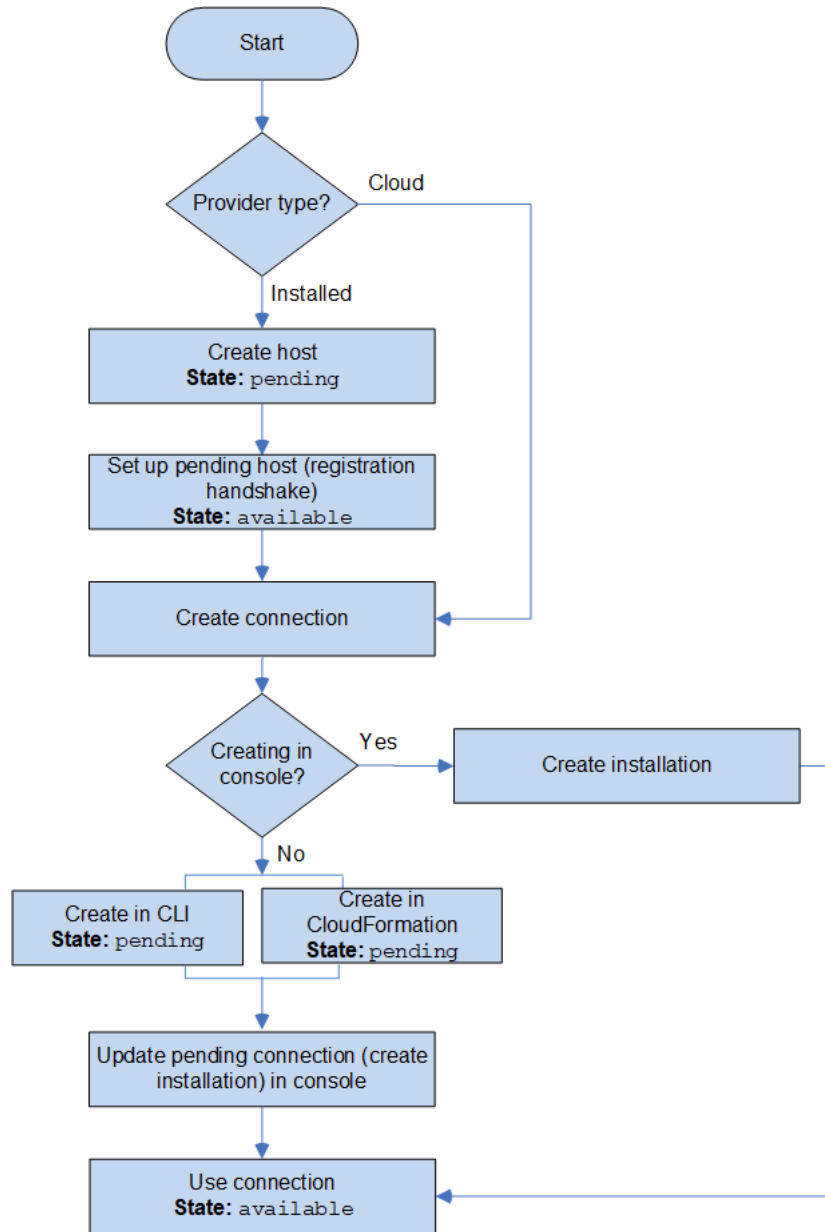 Start
Provider type?
Cloud
Installed
Create host
State: pending
Set up pending host (registration
handshake)
State: available
Create connection
Creating in
console?
Yes
Create installation
No
Create in CLI
State: pending
Create in
CloudFormation
State: pending
Update pending connection (create
installation) in console
Use connection
State: available